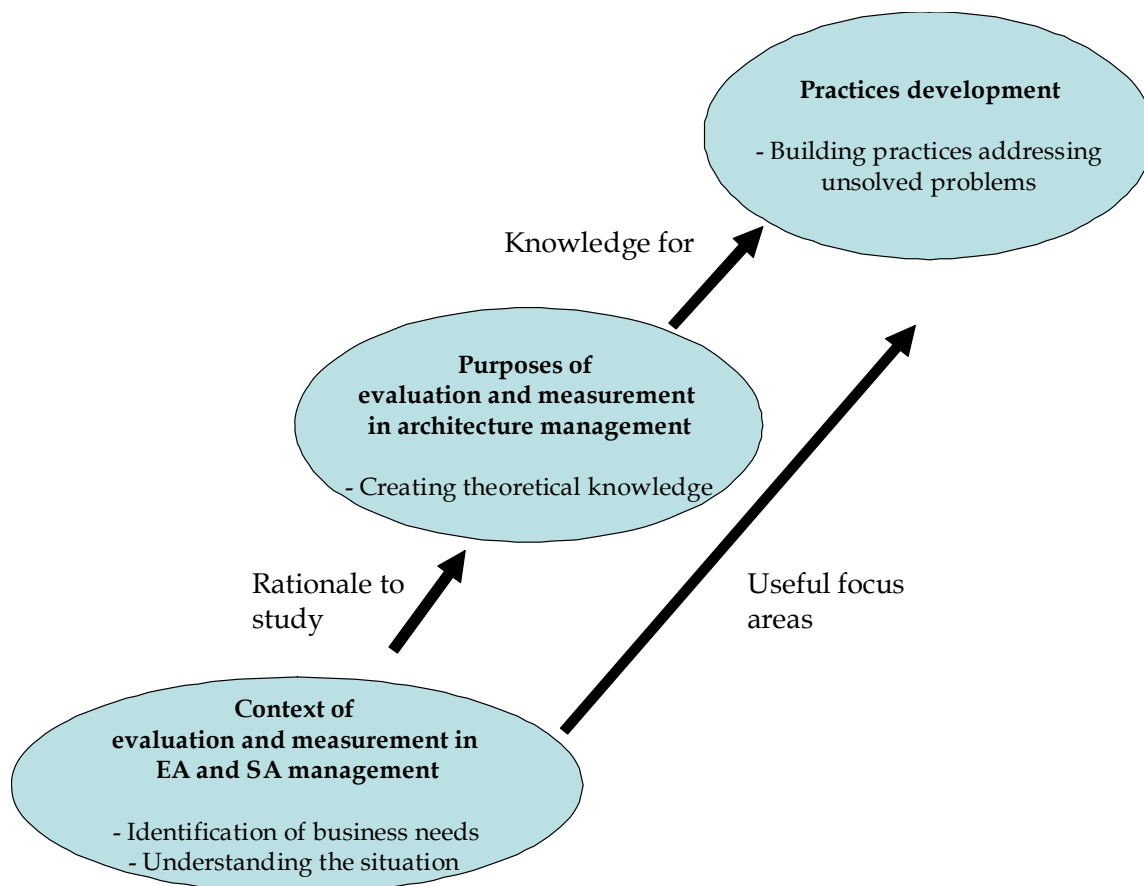 Practices development
- Building practices addressing
unsolved problems
Knowledge for
Purposes of
evaluation and measurement
in architecture management
- Creating theoretical knowledge
Rationale to
study
Useful focus
areas
Context of
evaluation and measurement in
EA and SA management
- Identification of business needs
- Understanding the situation